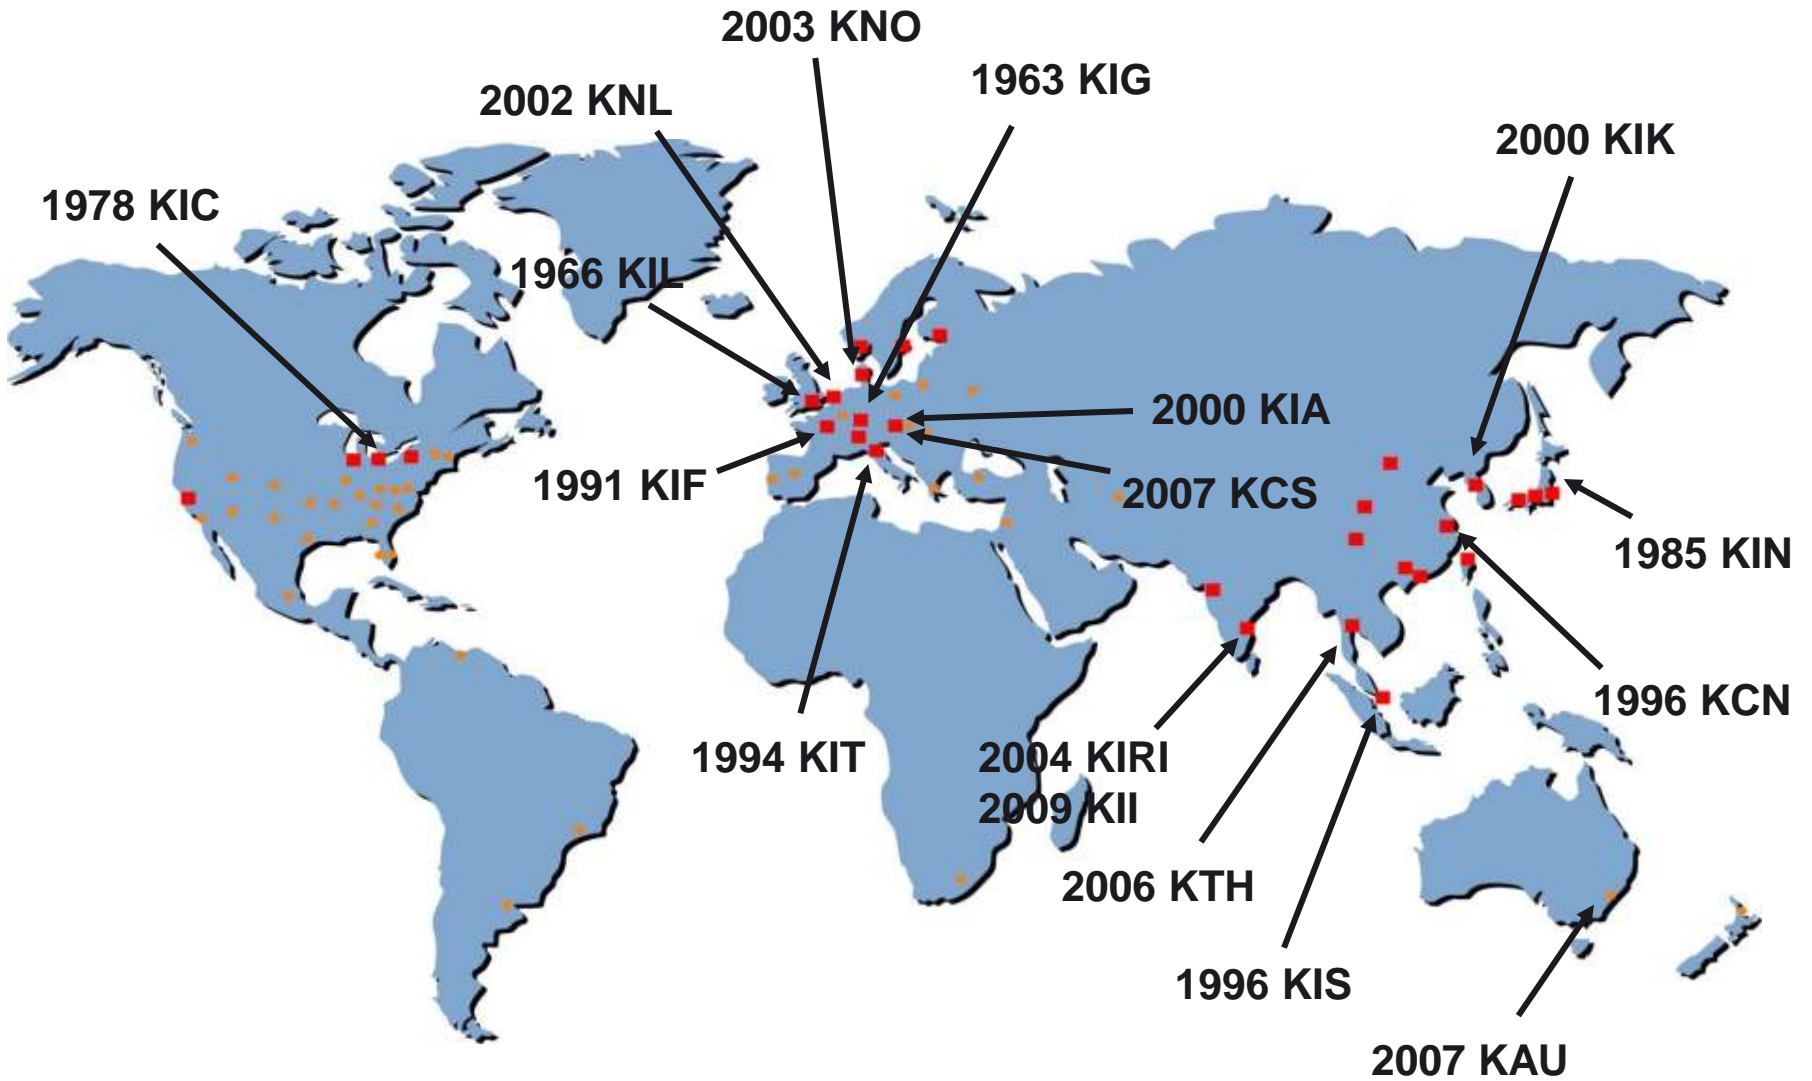 2003 KNO
1963 KIG
2002 KNL
2000 KIK
1978 KIC
1966 KIL
2000 KIA
1991 KIF
2007 KCS
1985 KIN
1996 KCN
1994 KIT
2004 KIRI
2009 KII
2006 KTH
1996 KIS
2007 KAU